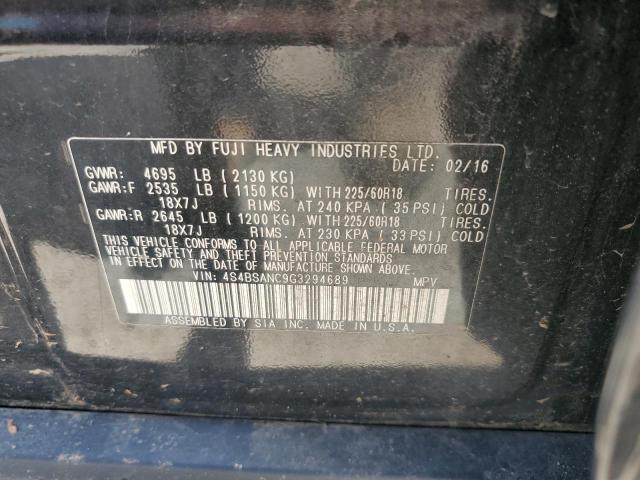 MFD BY FUJI HEAVY INDUSTRIES LTD.
DATE: 02/16
GVWR: 4695 LB (2130 KG)
GAWR:F 2535 LB (1150 KG) WITH 225/60R18 TIRES.
18X7J RIMS. AT 240 KPA (35 PSI) COLD
GAWR:R 2645 LB (1200 KG) WITH 225/60R18 TIRES.
18X7J RIMS. AT 230 KPA (33 PSI) COLD
THIS VEHICLE CONFORMS TO ALL APPLICABLE FEDERAL MOTOR
VEHICLE SAFETY AND THEFT PREVENTION STANDARDS
IN EFFECT ON THE DATE OF MANUFACTURE SHOWN ABOVE.
VIN: 4S4BSANC9G3294689 MPV
ASSEMBLED BY SIA INC. MADE IN U.S.A.